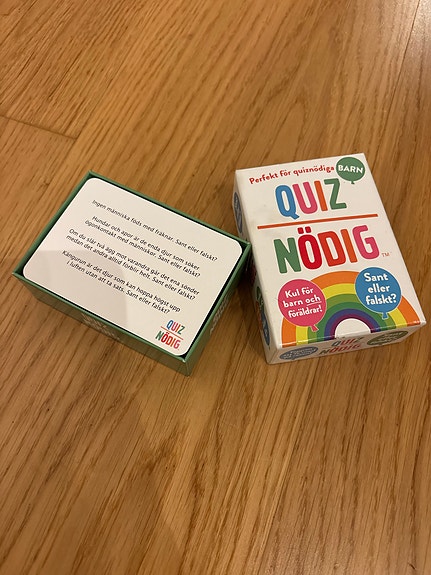 Ingen människa föds med fräknar. Sant eller falskt?
Hundar och apor är de enda djur som söker
ögonkontakt med människor. Sant eller falskt?
Om du slår två ägg mot varandra går det ena sönder
medan det andra alltid förblir helt. Sant eller falskt?
Kängurun är det djur som kan hoppa högst upp
i luften utan att ta sats. Sant eller falskt?
QUIZ
NÖDIG
Perfekt för quiznödiga BARN
QUIZ
NÖDIG™
Kul för
barn och
föräldrar!
Sant
eller
falskt?
QUIZ
NÖDIG